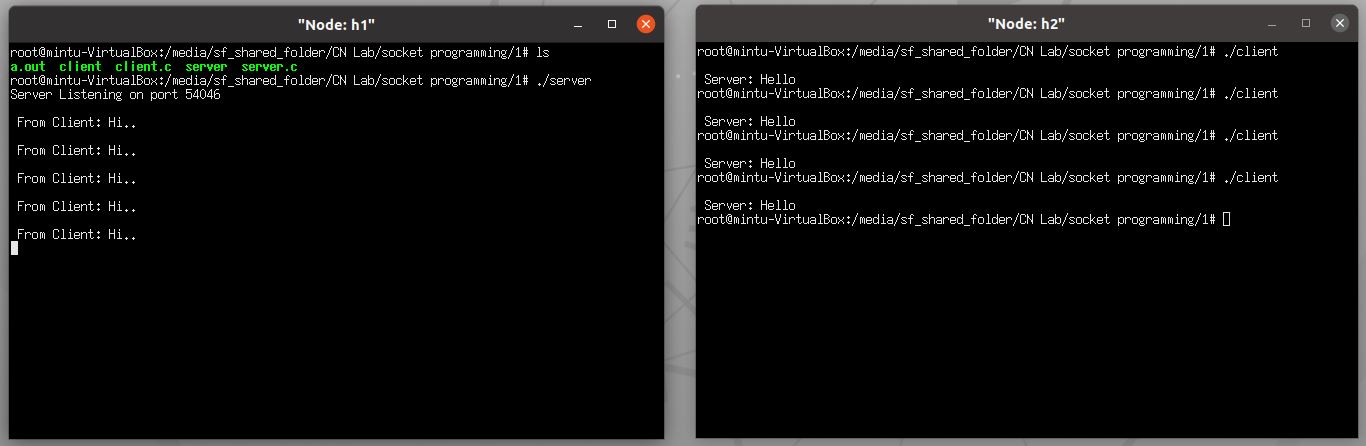 "Node: h1"
root@mintu-VirtualBox:/media/sf_shared_folder/CN Lab/socket programming/1# ls
a.out client client.c server server.c
root@mintu-VirtualBox:/media/sf_shared_folder/CN Lab/socket programming/1# ./server
Server Listening on port 54046
From Client: Hi..
From Client: Hi..
From Client: Hi..
From Client: Hi..
From Client: Hi..
"Node: h2"
root@mintu-VirtualBox:/media/sf_shared_folder/CN Lab/socket programming/1# ./client
Server: Hello
root@mintu-VirtualBox:/media/sf_shared_folder/CN Lab/socket programming/1# ./client
Server: Hello
root@mintu-VirtualBox:/media/sf_shared_folder/CN Lab/socket programming/1# ./client
Server: Hello
root@mintu-VirtualBox:/media/sf_shared_folder/CN Lab/socket programming/1# ./client
Server: Hello
root@mintu-VirtualBox:/media/sf_shared_folder/CN Lab/socket programming/1#